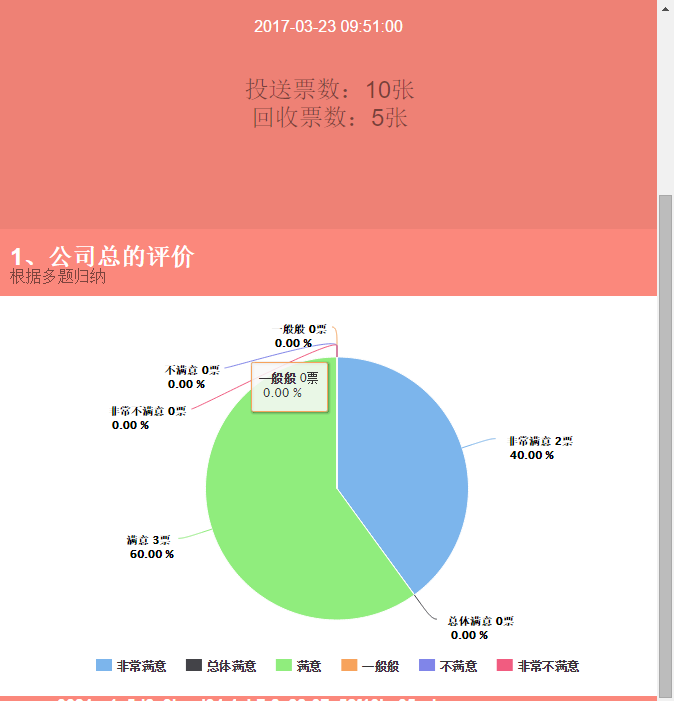 2017-03-23 09:51:00
投送票数：10张
回收票数：5张
1、公司总的评价
根据多题归纳
一般般 0票
0.00 %
不满意 0票
0.00 %
一般般 0票
0.00 %
非常不满意 0票
0.00 %
非常满意 2票
40.00 %
满意 3票
60.00 %
总体满意 0票
0.00 %
非常满意 总体满意 满意 一般般 不满意 非常不满意